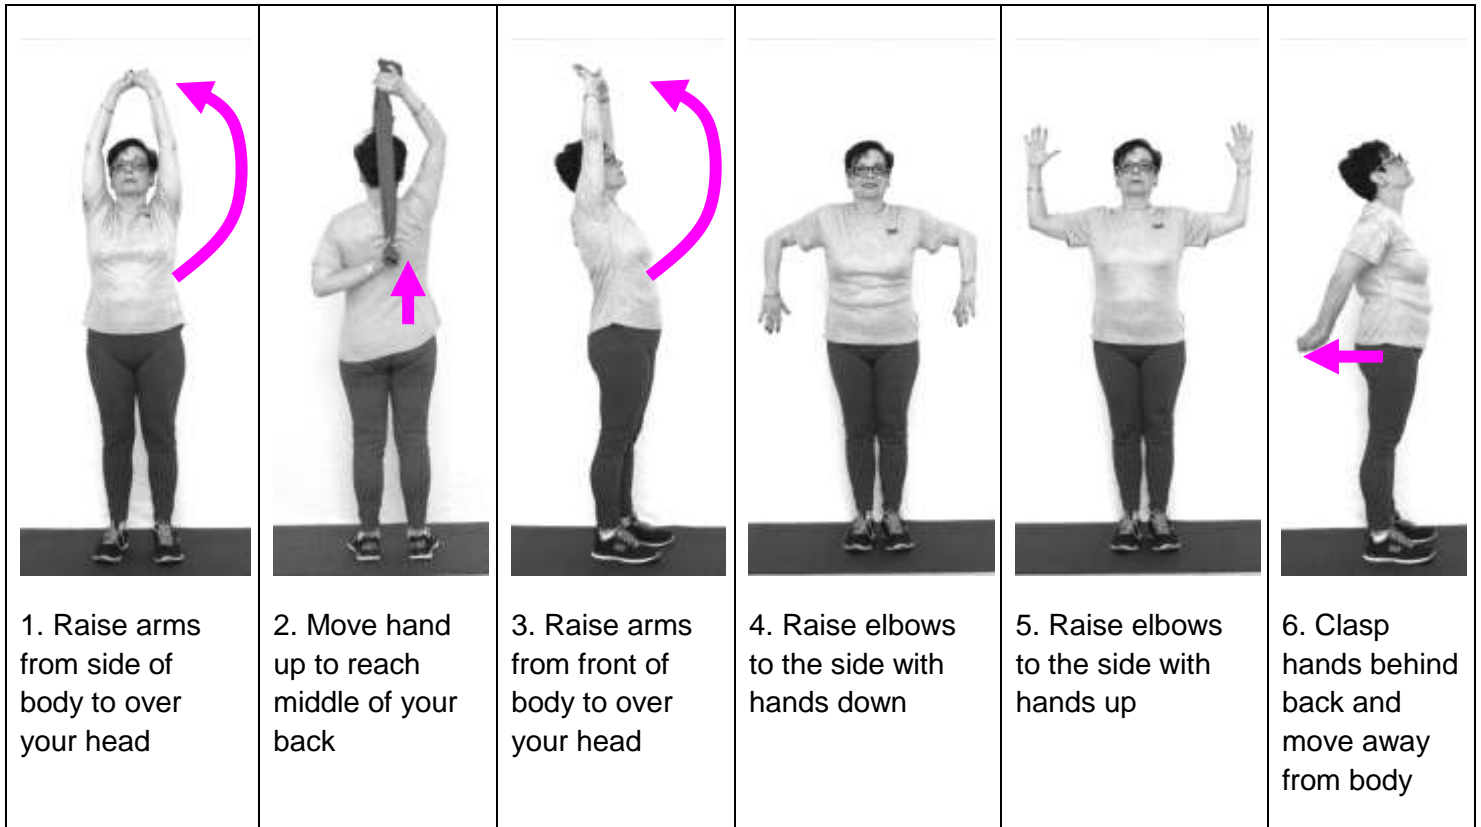 1. Raise arms
from side of
body to over
your head
2. Move hand
up to reach
middle of your
back
3. Raise arms
from front of
body to over
your head
4. Raise elbows
to the side with
hands down
5. Raise elbows
to the side with
hands up
6. Clasp
hands behind
back and
move away
from body